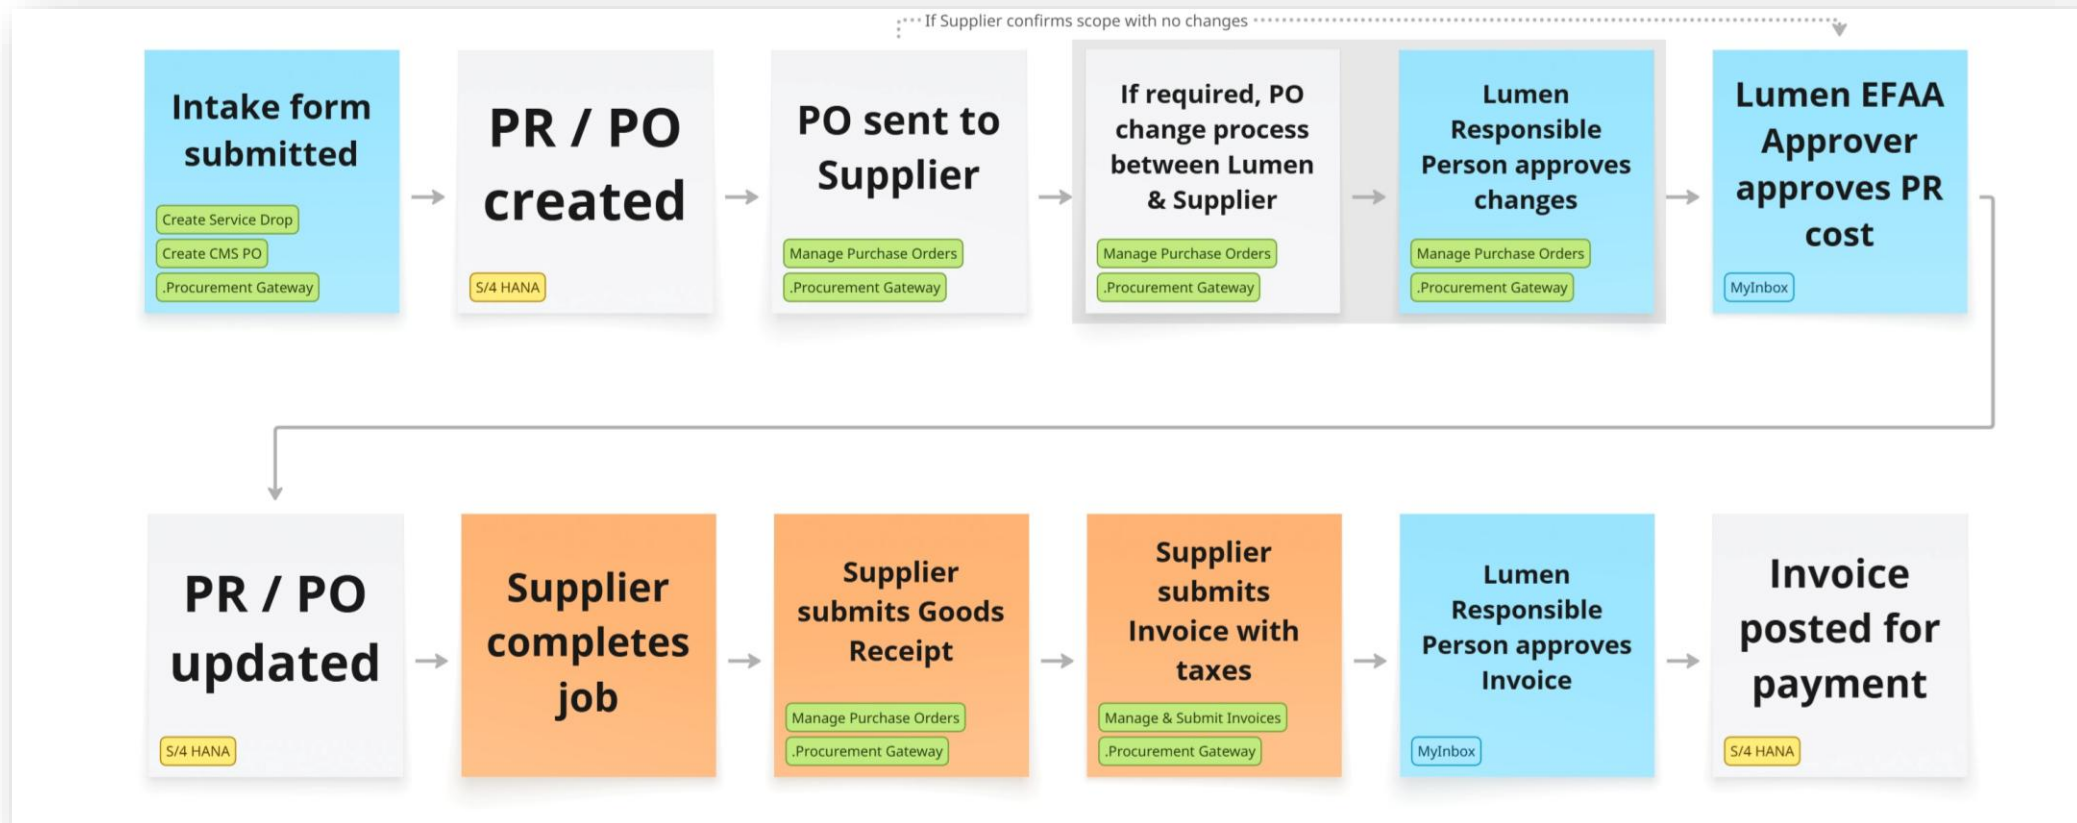 If Supplier confirms scope with no changes
Intake form
submitted
Create Service Drop
Create CMS PO
.Procurement Gateway
PR / PO
created
S/4 HANA
PO sent to
Supplier
Manage Purchase Orders
.Procurement Gateway
If required, PO
change process
between Lumen
& Supplier
Manage Purchase Orders
.Procurement Gateway
Lumen
Responsible
Person approves
changes
Manage Purchase Orders
.Procurement Gateway
Lumen EFAA
Approver
approves PR
cost
MyInbox
PR / PO
updated
S/4 HANA
Supplier
completes
job
Supplier
submits Goods
Receipt
Manage Purchase Orders
.Procurement Gateway
Supplier
submits
Invoice with
taxes
Manage & Submit Invoices
.Procurement Gateway
Lumen
Responsible
Person approves
Invoice
MyInbox
Invoice
posted for
payment
S/4 HANA